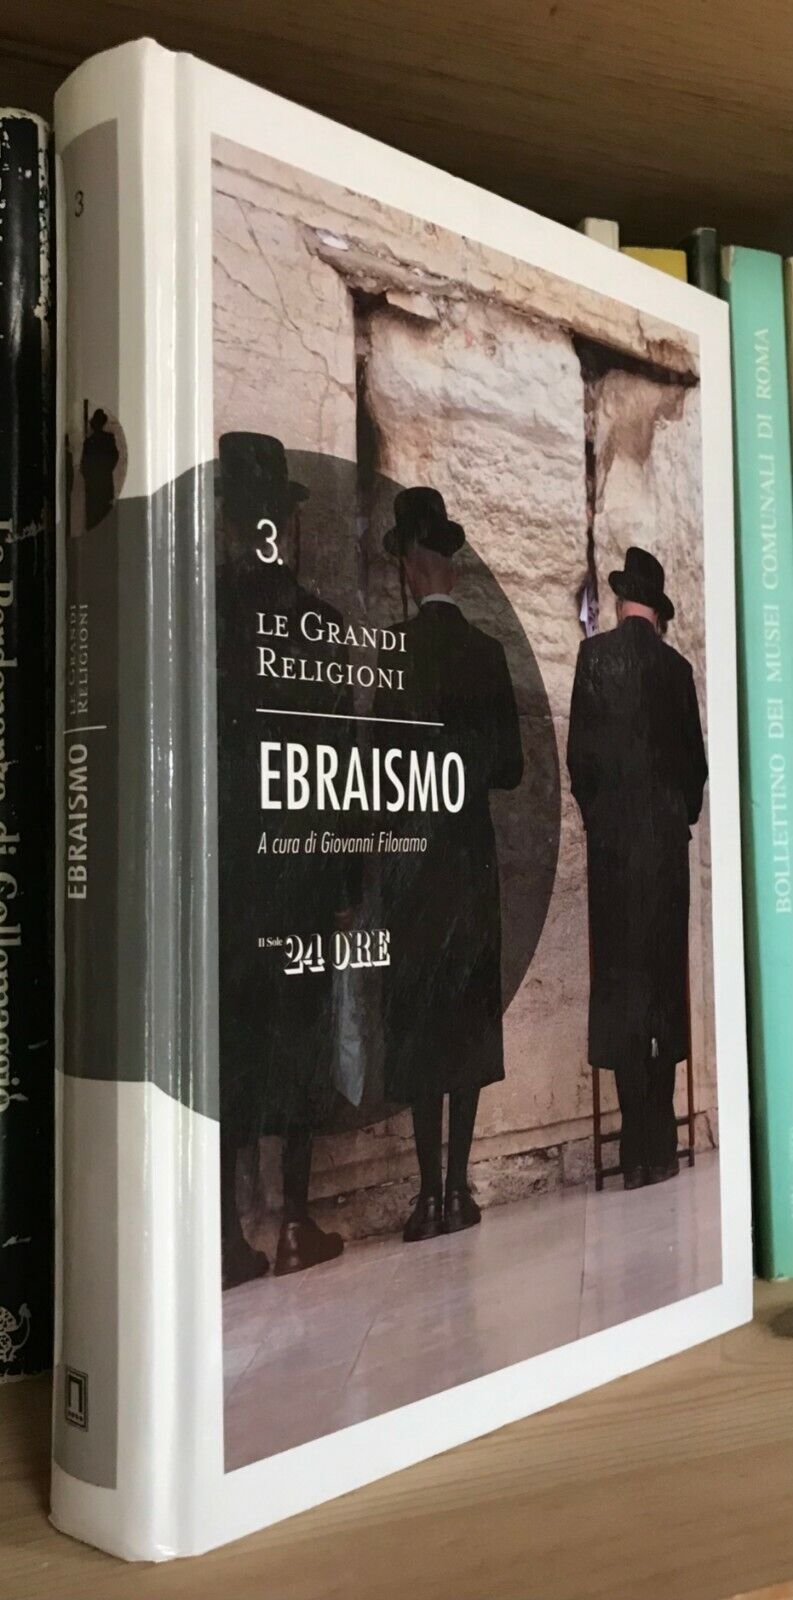 3
EBRAISMO
LE GRANDI
RELIGIONI
3.
LE GRANDI
RELIGIONI
EBRAISMO
A cura di Giovanni Filoramo
Il Sole
24 ORE
BOLLETTINO DEI MUSEI COMUNALI DI ROMA